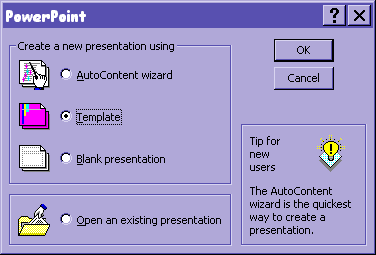 PowerPoint
Create a new presentation using
AutoContent wizard
Template
Blank presentation
Open an existing presentation
OK
Cancel
Tip for
new
users
The AutoContent
wizard is the quickest
way to create a
presentation.